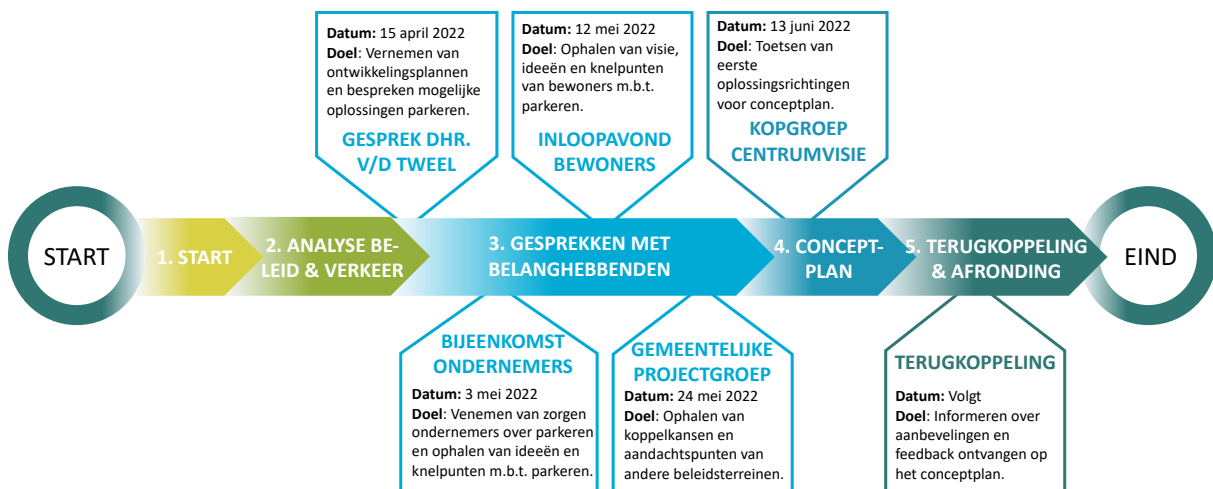 Datum: 15 april 2022
Doel: Vernemen van
ontwikkelingsplannen
en bespreken mogelijke
oplossingen parkeren.
GESPREK DHR.
V/D TWEEL
Datum: 12 mei 2022
Doel: Ophalen van visie,
ideeën en knelpunten
van bewoners m.b.t.
parkeren.
INLOOPAVOND
BEWONERS
Datum: 13 juni 2022
Doel: Toetsen van
eerste
oplossingsrichtingen
voor conceptplan.
KOPGROEP
CENTRUMVISIE
START
1. START
2. ANALYSE BE-
LEID & VERKEER
3. GESPREKKEN MET
BELANGHEBBENDEN
4. CONCEPT-
PLAN
5. TERUGKOPPELING
& AFRONDING
EIND
BIJEENKOMST
ONDERNEMERS
Datum: 3 mei 2022
Doel: Venemen van zorgen
ondernemers over parkeren
en ophalen van ideeën en
knelpunten m.b.t. parkeren.
GEMEENTELIJKE
PROJECTGROEP
Datum: 24 mei 2022
Doel: Ophalen van
koppelkansen en
aandachtspunten van
andere beleidsterreinen.
TERUGKOPPELING
Datum: Volgt
Doel: Informeren over
aanbevelingen en
feedback ontvangen op
het conceptplan.